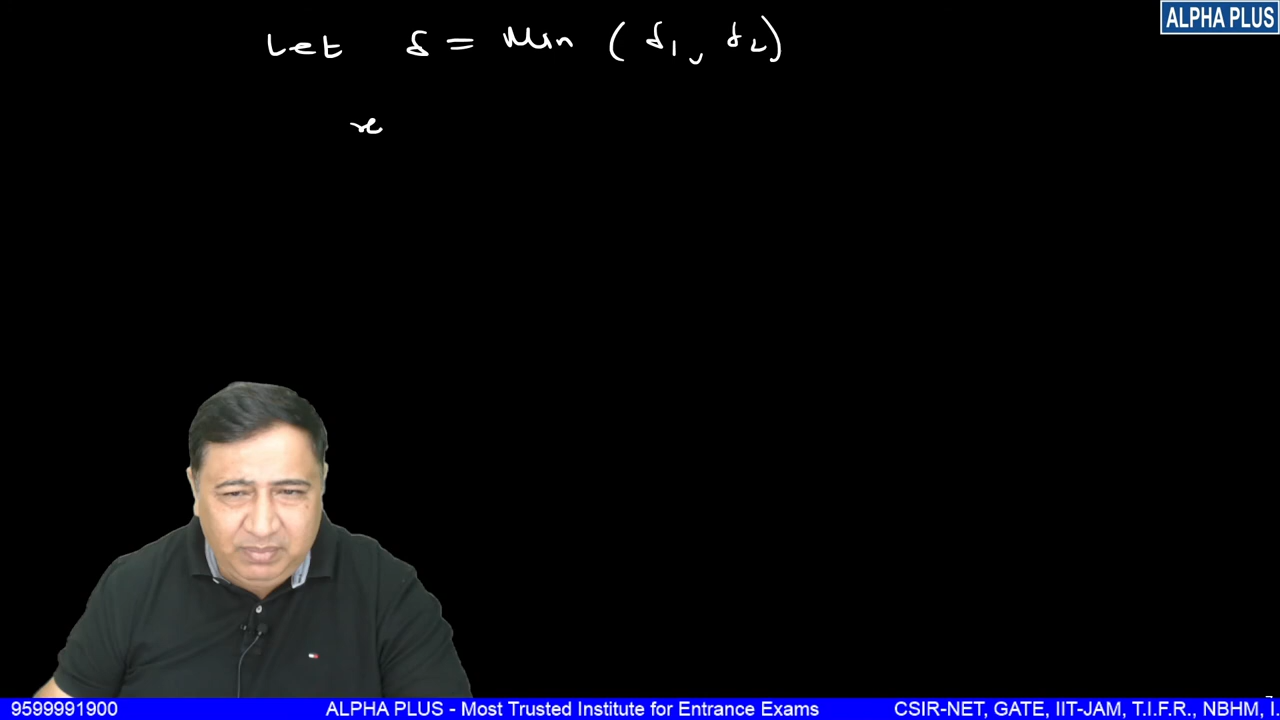 ALPHA PLUS
Let δ = Min (δ₁, δ₂)
x
9599991900 ALPHA PLUS - Most Trusted Institute for Entrance Exams CSIR-NET, GATE, IIT-JAM, T.I.F.R., NBHM, I.